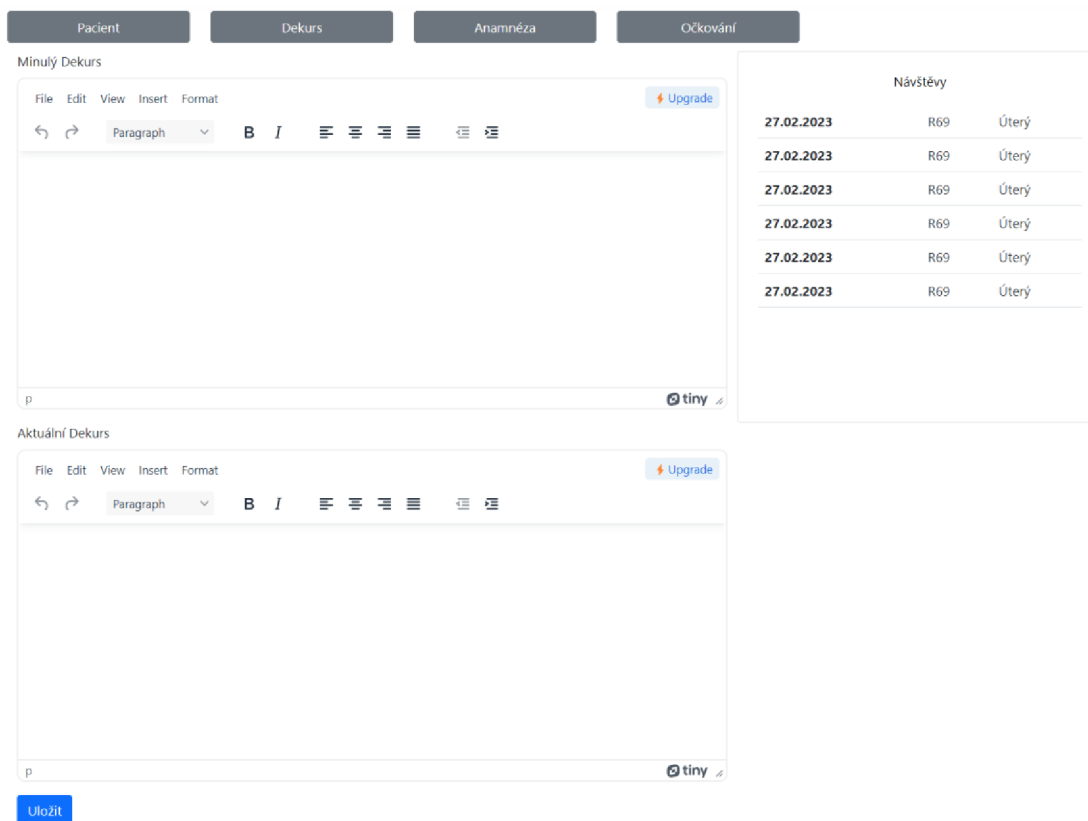 Pacient Dekurs Anamnéza Očkování
Minulý Dekurs
File Edit View Insert Format Upgrade
Paragraph B I
p tiny
Návštěvy
27.02.2023 R69 Úterý
27.02.2023 R69 Úterý
27.02.2023 R69 Úterý
27.02.2023 R69 Úterý
27.02.2023 R69 Úterý
27.02.2023 R69 Úterý
Aktuální Dekurs
File Edit View Insert Format Upgrade
Paragraph B I
p tiny
Uložit